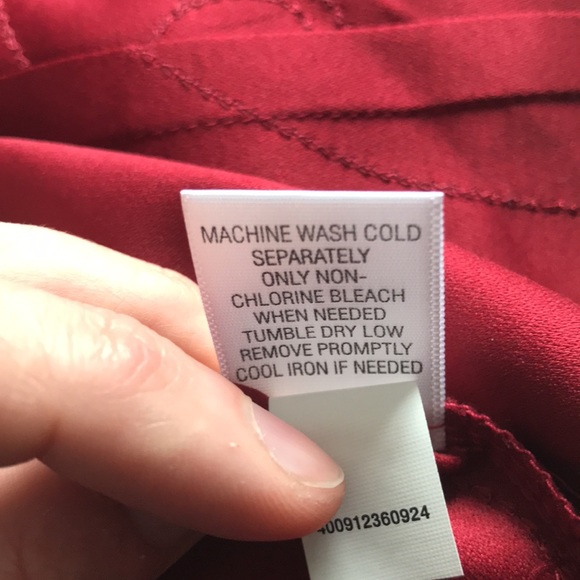 MACHINE WASH COLD
SEPARATELY
ONLY NON-
CHLORINE BLEACH
WHEN NEEDED
TUMBLE DRY LOW
REMOVE PROMPTLY
COOL IRON IF NEEDED
400912360924